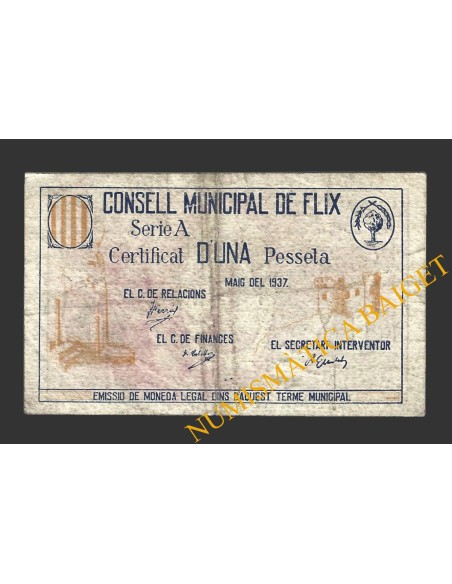 CONSELL MUNICIPAL DE FLIX
Serie A
Certificat D'UNA Pesseta
MAIG DEL 1937.
EL C. DE RELACIONS
EL C. DE FINANCES
EL SECRETARI INTERVENTOR
EMISSIO DE MONEDA LEGAL DINS D'AQUEST TERME MUNICIPAL
NUMISMÀTICA BAIGET